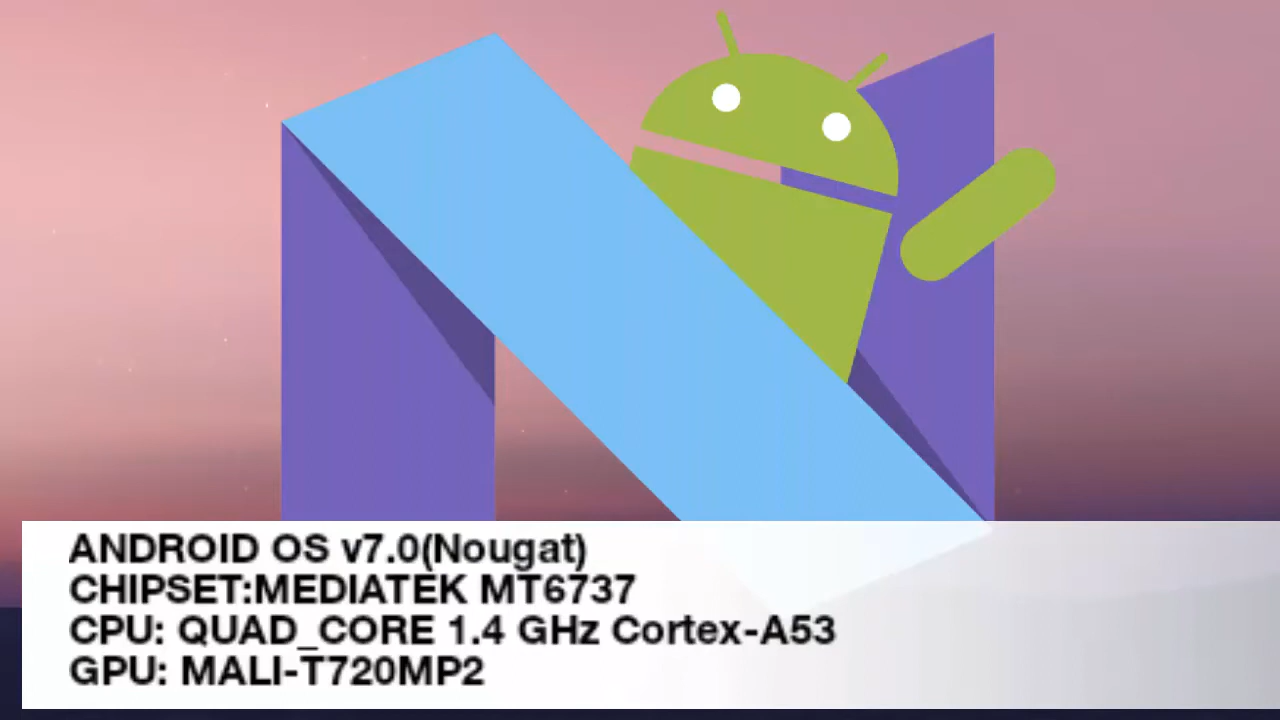 ANDROID OS v7.0(Nougat)
CHIPSET:MEDIATEK MT6737
CPU: QUAD_CORE 1.4 GHz Cortex-A53
GPU: MALI-T720MP2